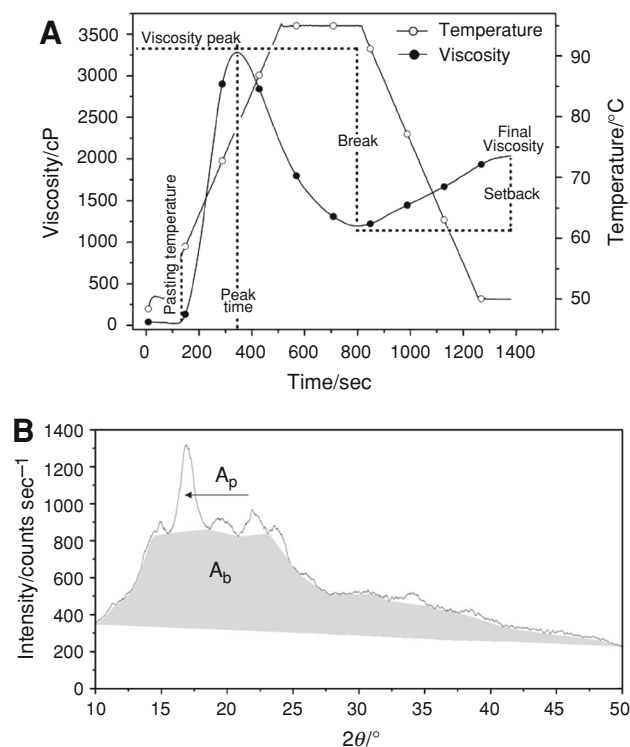 A
3500
3000
2500
2000
1500
1000
500
0
Viscosity/cP
Viscosity peak
Temperature
Viscosity
Pasting temperature
Peak
time
Break
Final
Viscosity
Setback
90
80
70
60
50
Temperature/°C
0 200 400 600 800 1000 1200 1400
Time/sec
B
1400
1200
1000
800
600
400
200
0
Intensity/counts sec⁻¹
Aₚ
A_b
10 15 20 25 30 35 40 45 50
2θ/°